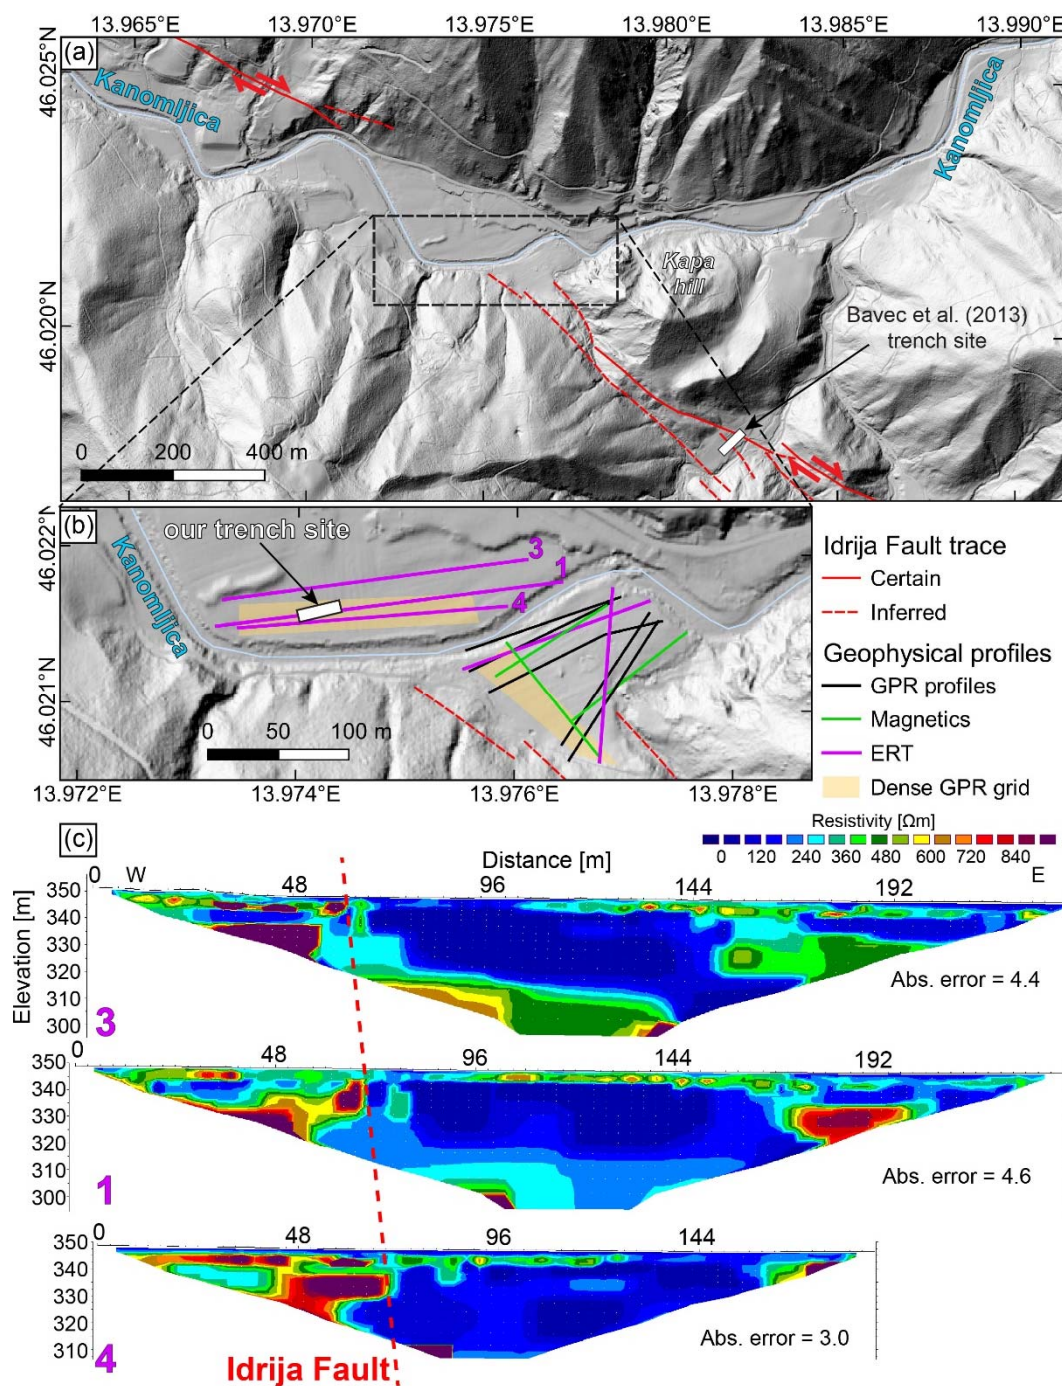 13.965°E 13.970°E 13.975°E 13.980°E 13.985°E 13.990°E
(a)
46.025°N
46.020°N
Kanomljica
Kanomljica
Kapa
hill
Bavec et al. (2013)
trench site
0 200 400 m
(b)
our trench site
46.022°N
46.021°N
Kanomljica
3
1
4
0 50 100 m
13.972°E 13.974°E 13.976°E 13.978°E
Idrija Fault trace
Certain
Inferred
Geophysical profiles
GPR profiles
Magnetics
ERT
Dense GPR grid
(c)
Resistivity [Ωm]
0 120 240 360 480 600 720 840
Distance [m]
0 W 48 96 144 192 E
Elevation [m]
350
340
330
320
310
300
3
Abs. error = 4.4
0 48 96 144 192
350
340
330
320
310
300
1
Abs. error = 4.6
0 48 96 144
350
340
330
320
310
4
Abs. error = 3.0
Idrija Fault